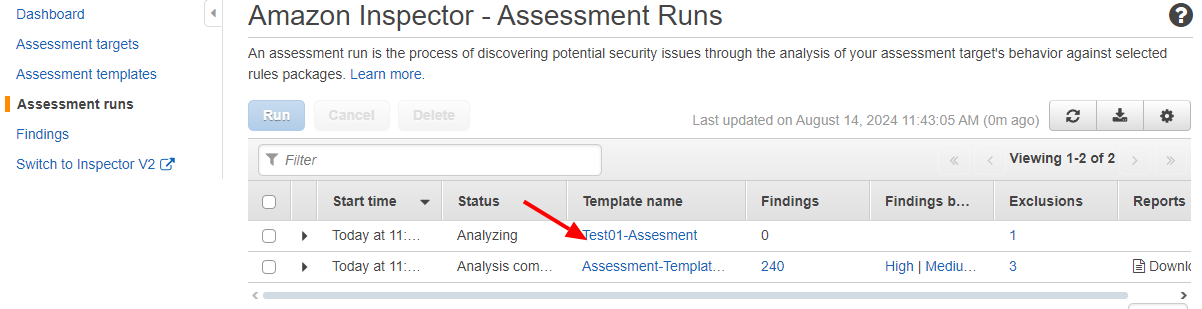 Dashboard
Assessment targets
Assessment templates
Assessment runs
Findings
Switch to Inspector V2
Amazon Inspector - Assessment Runs
?
An assessment run is the process of discovering potential security issues through the analysis of your assessment target's behavior against selected
rules packages. Learn more.
Run Cancel Delete
Last updated on August 14, 2024 11:43:05 AM (0m ago)
Filter
« ‹ Viewing 1-2 of 2 › »
Start time Status Template name Findings Findings b... Exclusions Reports
Today at 11:... Analyzing Test01-Assesment 0 1
Today at 11:... Analysis com... Assessment-Templat... 240 High | Mediu... 3 Downlo